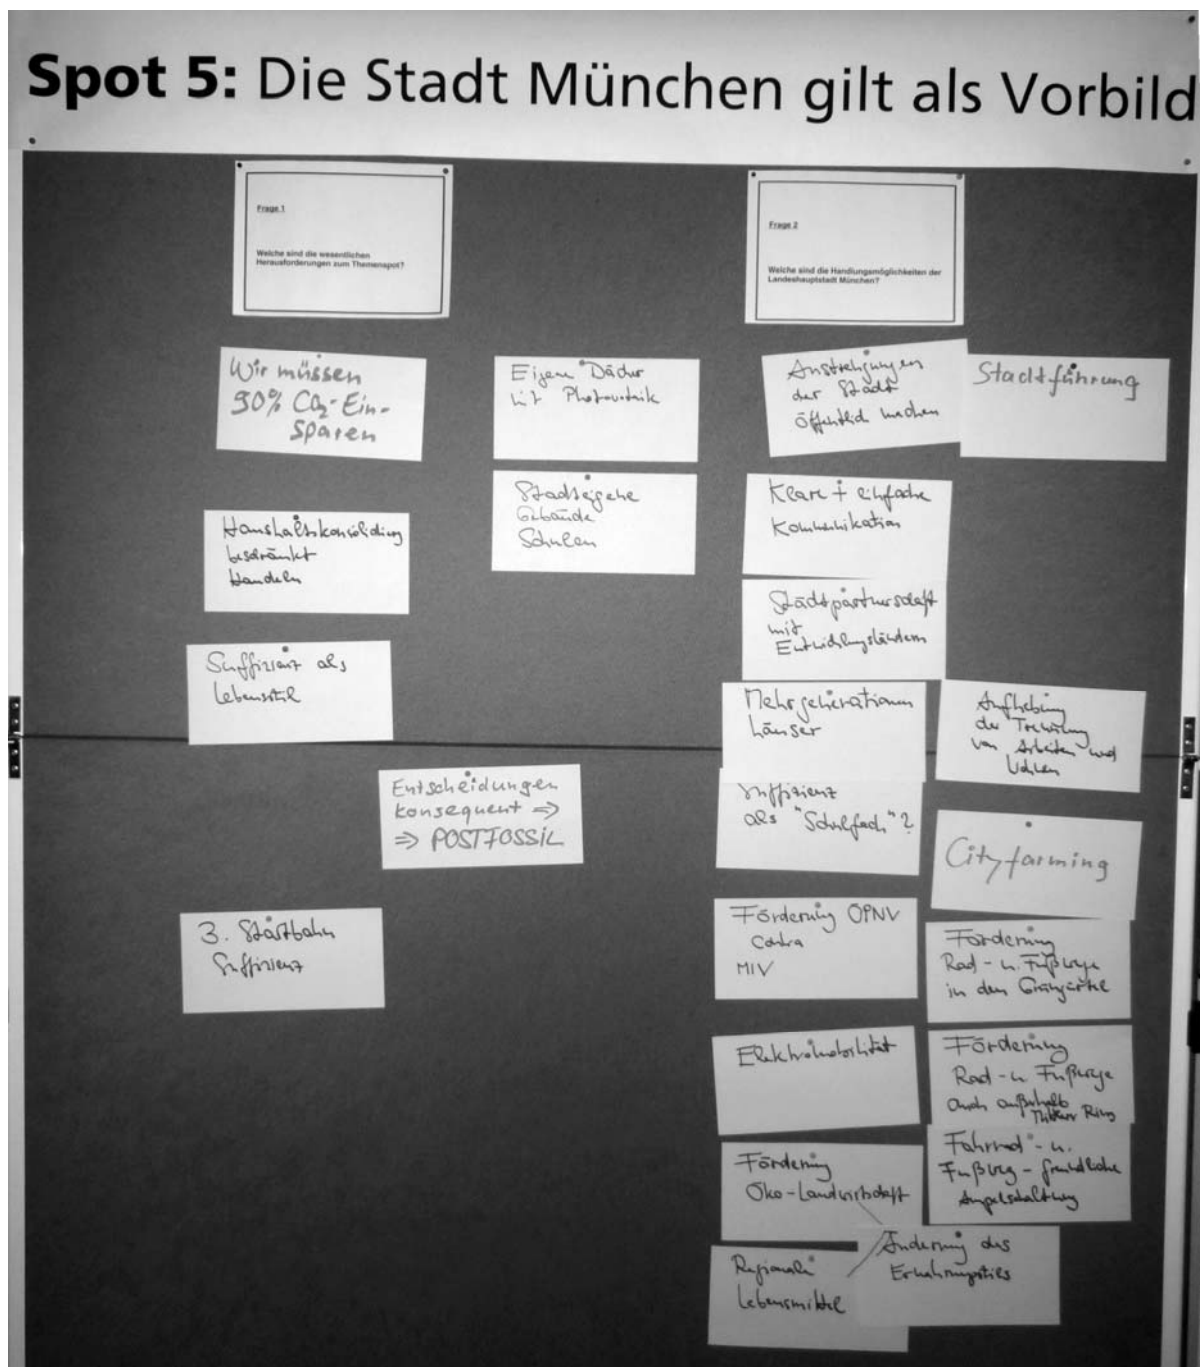 Spot 5: Die Stadt München gilt als Vorbild
Frage 1
Welche sind die wesentlichen
Herausforderungen zum Themenspot?
Wir müssen
90% CO2-Ein-
sparen
Haushaltskonsolidierung
beschränkt
Handeln
Suffizienz als
Lebensstil
Entscheidungen
konsequent ⇒
⇒ POSTFOSSIL
3. Startbahn
Suffizienz
Eigene Dächer
mit Photovoltaik
Stadteigene
Gebäude
Schulen
Frage 2
Welche sind die Handlungsmöglichkeiten der
Landeshauptstadt München?
Anstrengungen
der Stadt
öffentlich machen
Stadtführung
Klare + einfache
Kommunikation
Städtpartnerschaft
mit
Entwicklungsländern
Mehrgenerationen
häuser
Aufhebung
der Trennung
von Arbeiten und
Wohnen
Suffizienz
als "Schulfach"?
Cityfarming
Förderung ÖPNV
Contra
MIV
Förderung
Rad- u. Fußwege
in den Grüngürtel
Elektromobilität
Förderung
Rad- u. Fußwege
auch außerhalb
Mittlerer Ring
Förderung
Öko-Landwirtschaft
Fahrrad- u.
Fußweg-freundliche
Ampelschaltung
Regionale
Lebensmittel
Änderung des
Ernährungsstils